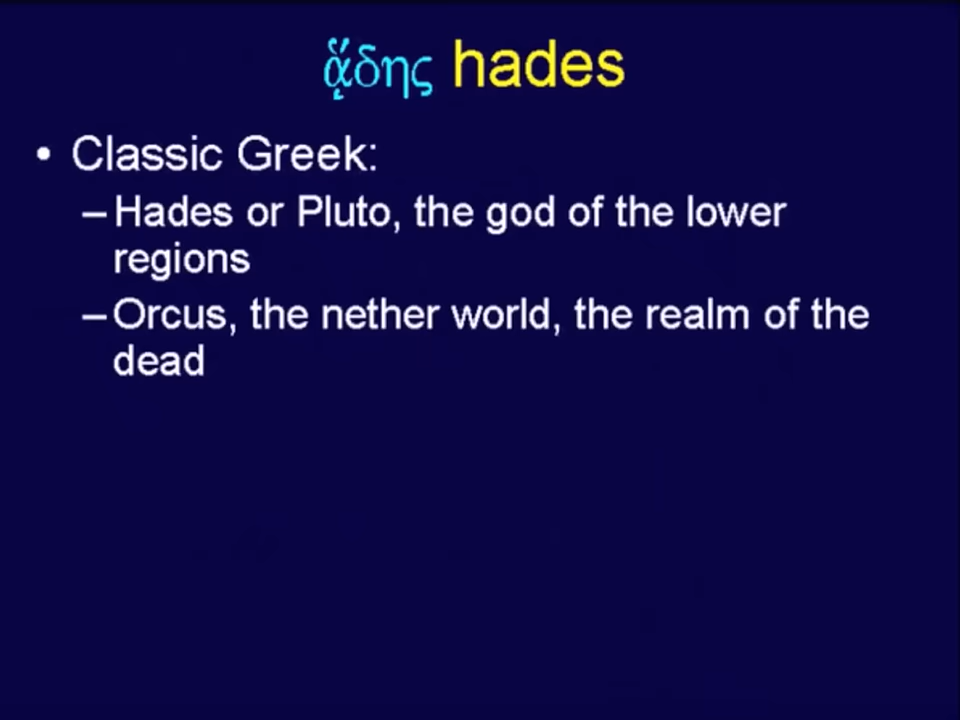 ᾅδης hades
• Classic Greek:
– Hades or Pluto, the god of the lower
regions
– Orcus, the nether world, the realm of the
dead